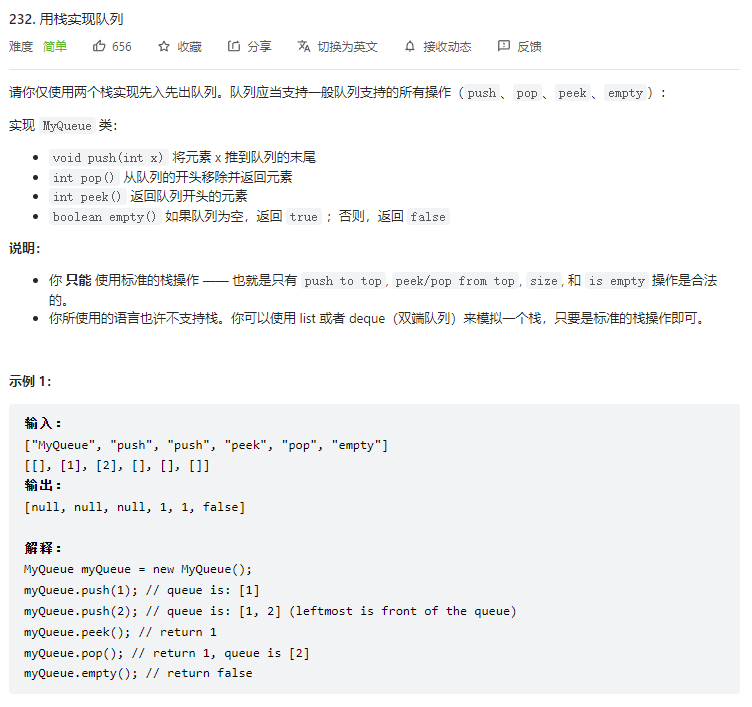 232. 用栈实现队列
难度 简单 656 收藏 分享 切换为英文 接收动态 反馈
请你仅使用两个栈实现先入先出队列。队列应当支持一般队列支持的所有操作（push、pop、peek、empty）：
实现 MyQueue 类：
void push(int x) 将元素 x 推到队列的末尾
int pop() 从队列的开头移除并返回元素
int peek() 返回队列开头的元素
boolean empty() 如果队列为空，返回 true ；否则，返回 false
说明：
你 只能 使用标准的栈操作 —— 也就是只有 push to top, peek/pop from top, size, 和 is empty 操作是合法
的。
你所使用的语言也许不支持栈。你可以使用 list 或者 deque（双端队列）来模拟一个栈，只要是标准的栈操作即可。
示例 1：
输入：
["MyQueue", "push", "push", "peek", "pop", "empty"]
[[], [1], [2], [], [], []]
输出：
[null, null, null, 1, 1, false]
解释：
MyQueue myQueue = new MyQueue();
myQueue.push(1); // queue is: [1]
myQueue.push(2); // queue is: [1, 2] (leftmost is front of the queue)
myQueue.peek(); // return 1
myQueue.pop(); // return 1, queue is [2]
myQueue.empty(); // return false